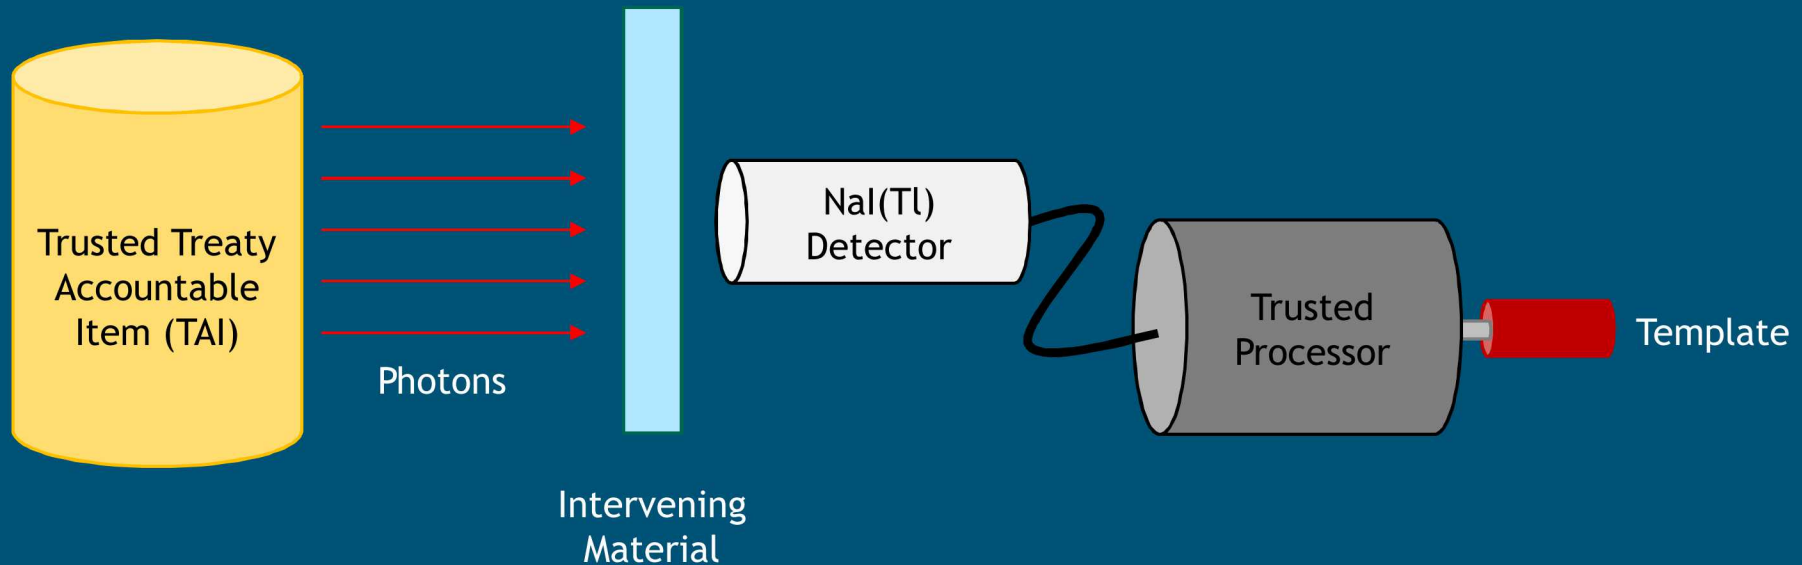 Trusted Treaty
Accountable
Item (TAI)
Photons
Intervening
Material
NaI(Tl)
Detector
Trusted
Processor
Template